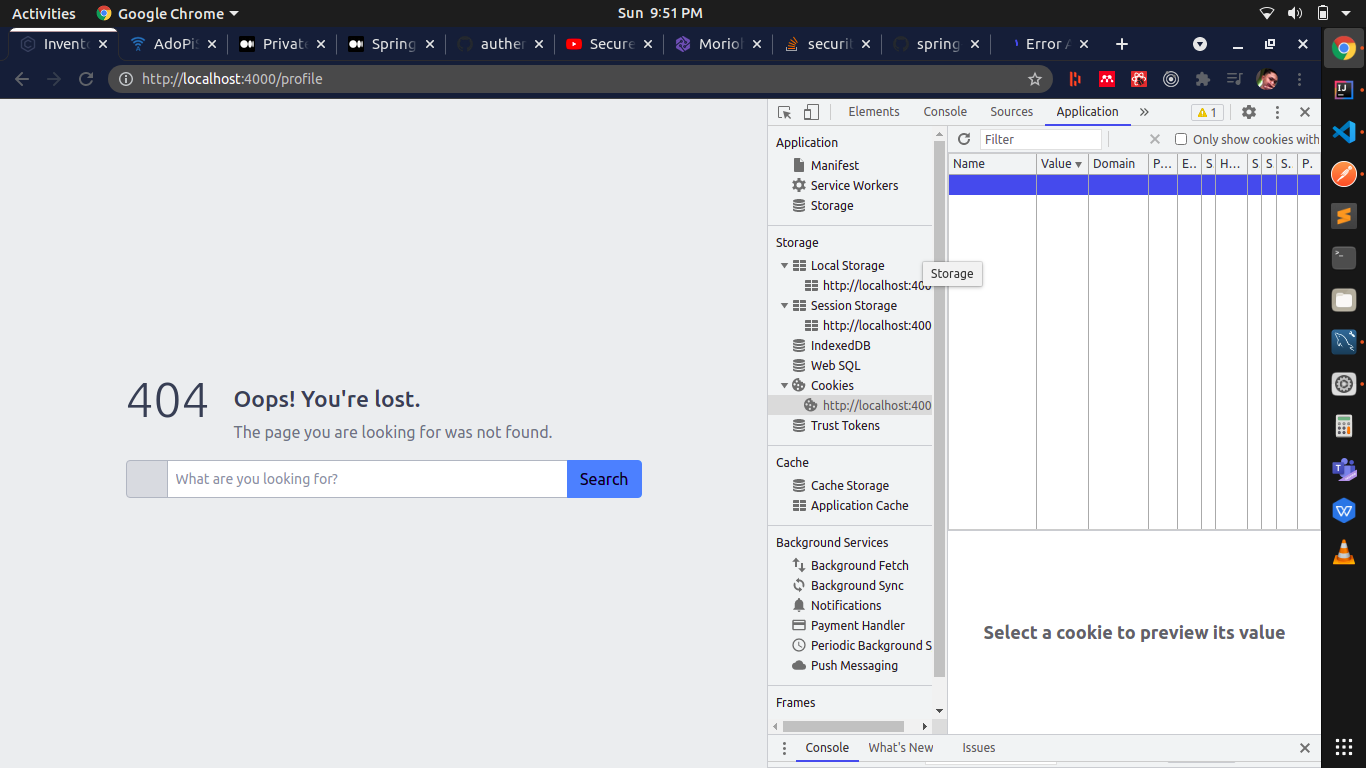 Activities
Google Chrome
Sun 9:51 PM
Invento
AdoPiS
Private
Spring
auther
Secure
Moriol
securit
spring
Error A
http://localhost:4000/profile
Elements
Console
Sources
Application
1
Application
Manifest
Service Workers
Storage
Storage
Local Storage
http://localhost:400
Session Storage
http://localhost:400
IndexedDB
Web SQL
Cookies
http://localhost:400
Trust Tokens
Cache
Cache Storage
Application Cache
Background Services
Background Fetch
Background Sync
Notifications
Payment Handler
Periodic Background S
Push Messaging
Frames
Filter
Only show cookies with
Name Value Domain P... E.. S H... S S S. P.
Storage
Select a cookie to preview its value
404
Oops! You're lost.
The page you are looking for was not found.
What are you looking for?
Search
Console
What's New
Issues